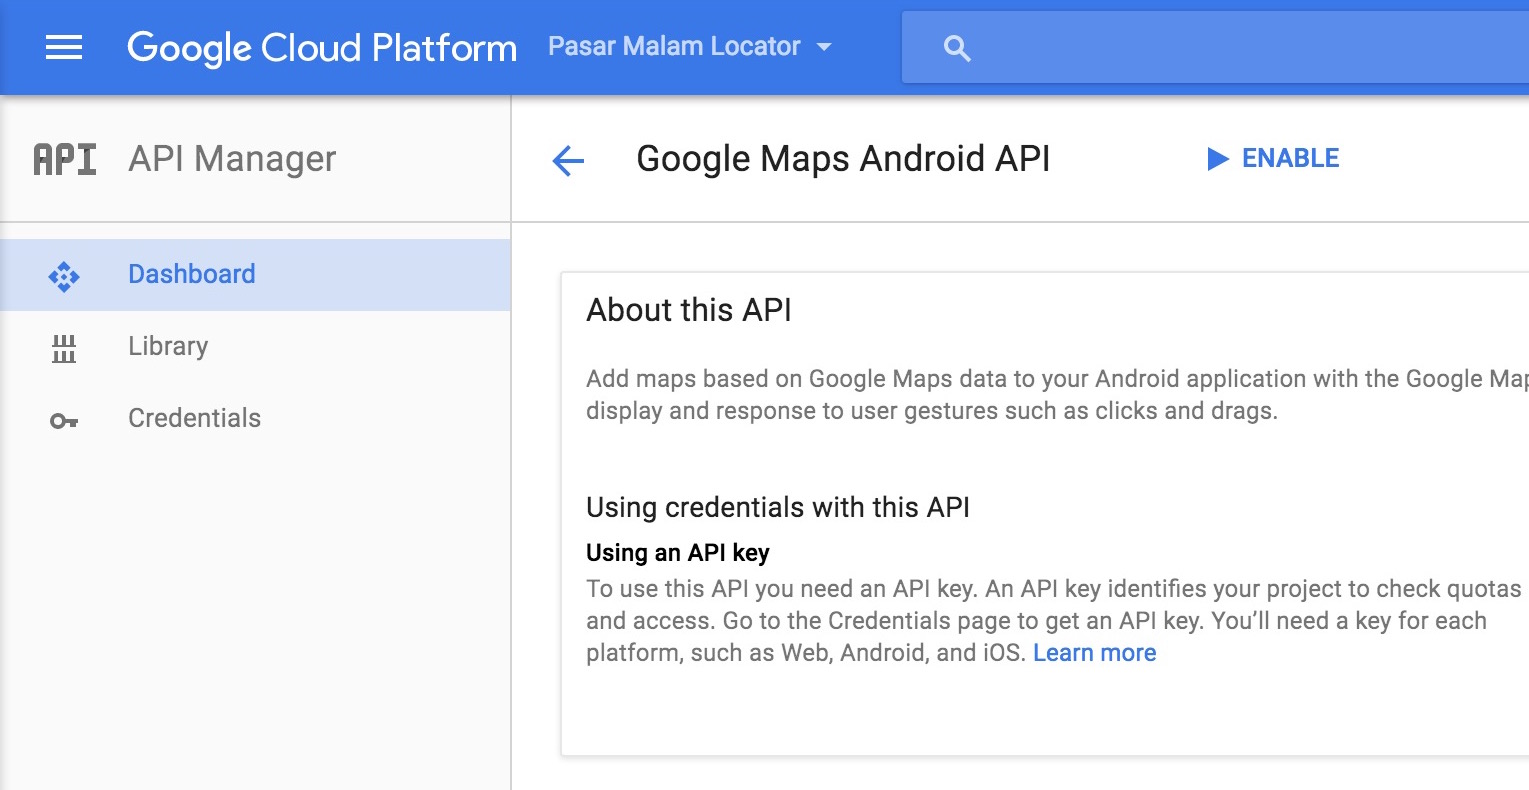 Google Cloud Platform
Pasar Malam Locator
API
API Manager
Google Maps Android API
ENABLE
Dashboard
Library
Credentials
About this API
Add maps based on Google Maps data to your Android application with the Google
display and response to user gestures such as clicks and drags.
Using credentials with this API
Using an API key
To use this API you need an API key. An API key identifies your project to check quotas
and access. Go to the Credentials page to get an API key. You’ll need a key for each
platform, such as Web, Android, and iOS. Learn more